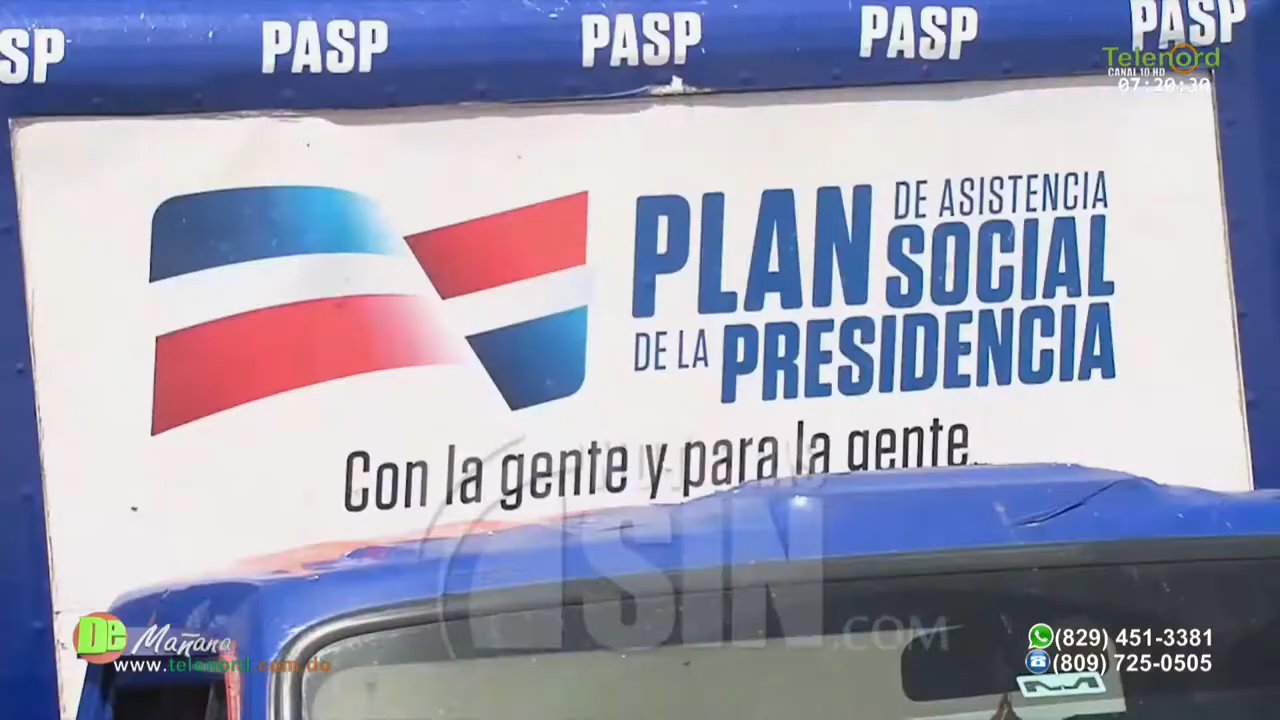 SP PASP PASP PASP PASP
Telenord
CANAL 10 HD
07:20:30
PLAN DE ASISTENCIA
SOCIAL
DE LA PRESIDENCIA
Con la gente y para la gente
SIN
.COM
De Mañana
www.telenord.com.do
(829) 451-3381
(809) 725-0505